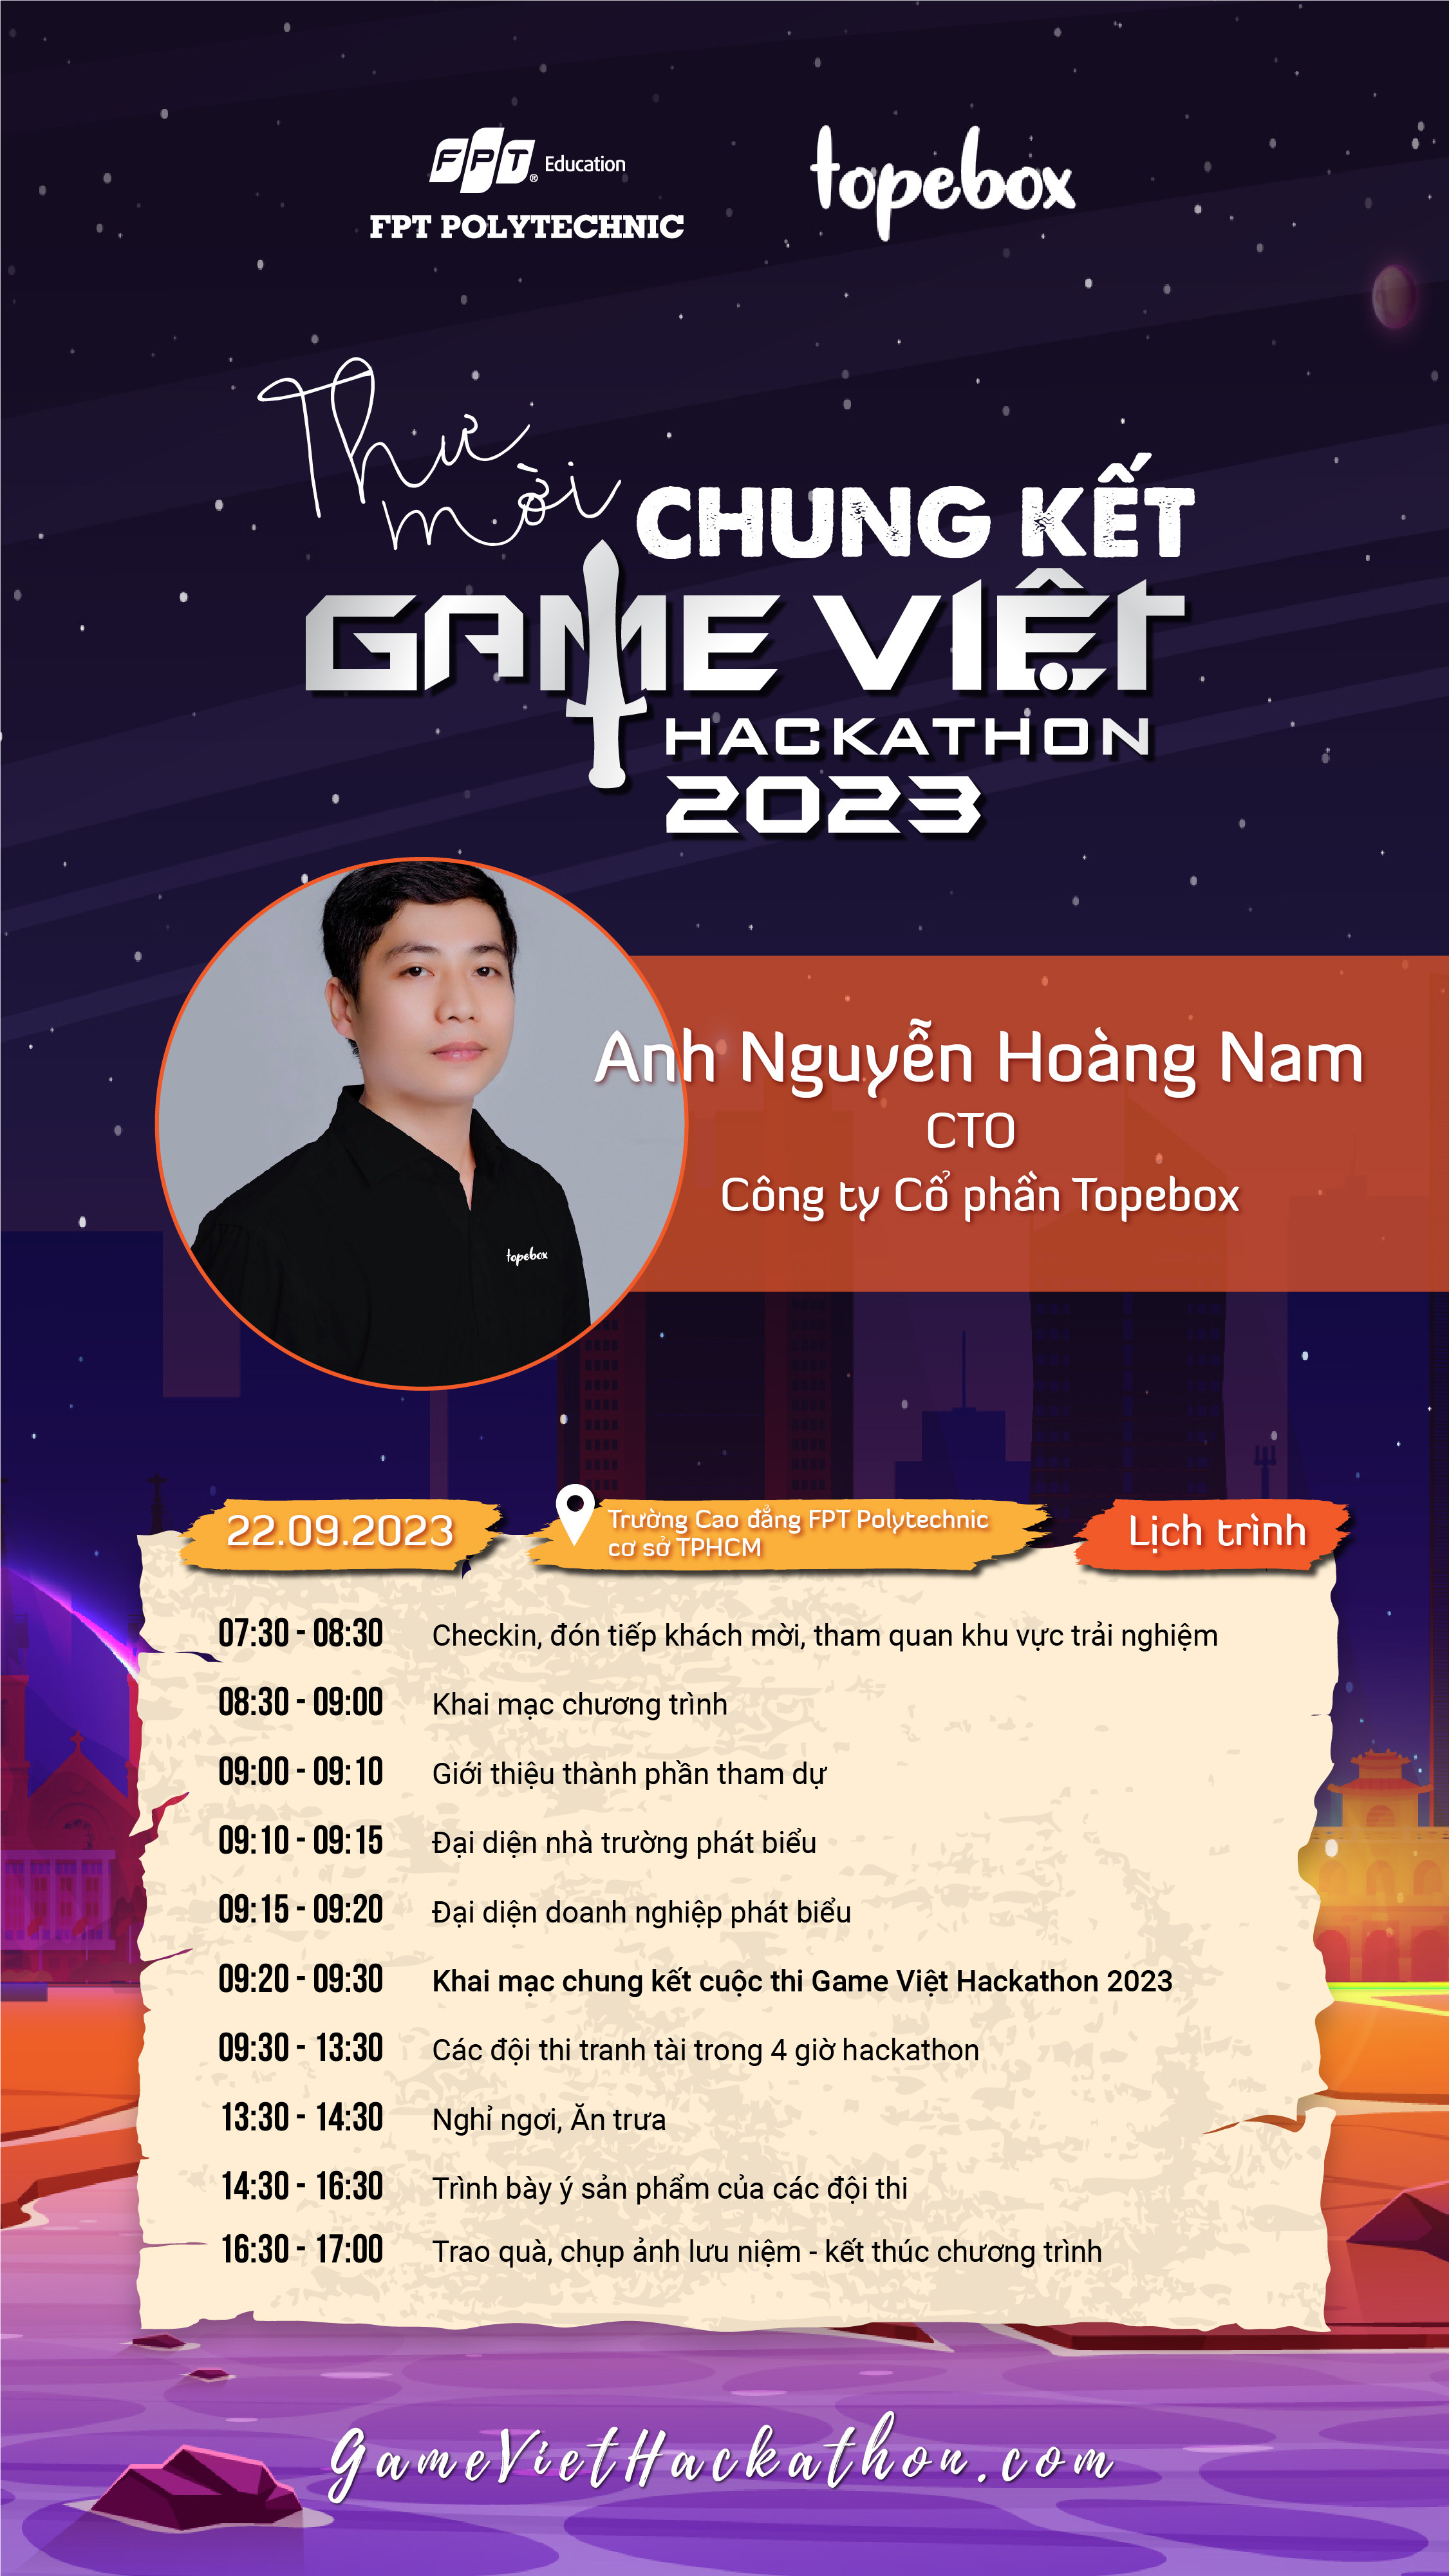 FPT Education
FPT POLYTECHNIC
topebox
Thư mời
CHUNG KẾT
GAME VIỆT
HACKATHON
2023
topebox
Anh Nguyễn Hoàng Nam
CTO
Công ty Cổ phần Topebox
22.09.2023
Trường Cao đẳng FPT Polytechnic
cơ sở TPHCM
Lịch trình
07:30 - 08:30 Checkin, đón tiếp khách mời, tham quan khu vực trải nghiệm
08:30 - 09:00 Khai mạc chương trình
09:00 - 09:10 Giới thiệu thành phần tham dự
09:10 - 09:15 Đại diện nhà trường phát biểu
09:15 - 09:20 Đại diện doanh nghiệp phát biểu
09:20 - 09:30 Khai mạc chung kết cuộc thi Game Việt Hackathon 2023
09:30 - 13:30 Các đội thi tranh tài trong 4 giờ hackathon
13:30 - 14:30 Nghỉ ngơi, Ăn trưa
14:30 - 16:30 Trình bày ý sản phẩm của các đội thi
16:30 - 17:00 Trao quà, chụp ảnh lưu niệm - kết thúc chương trình
GameVietHackathon.com